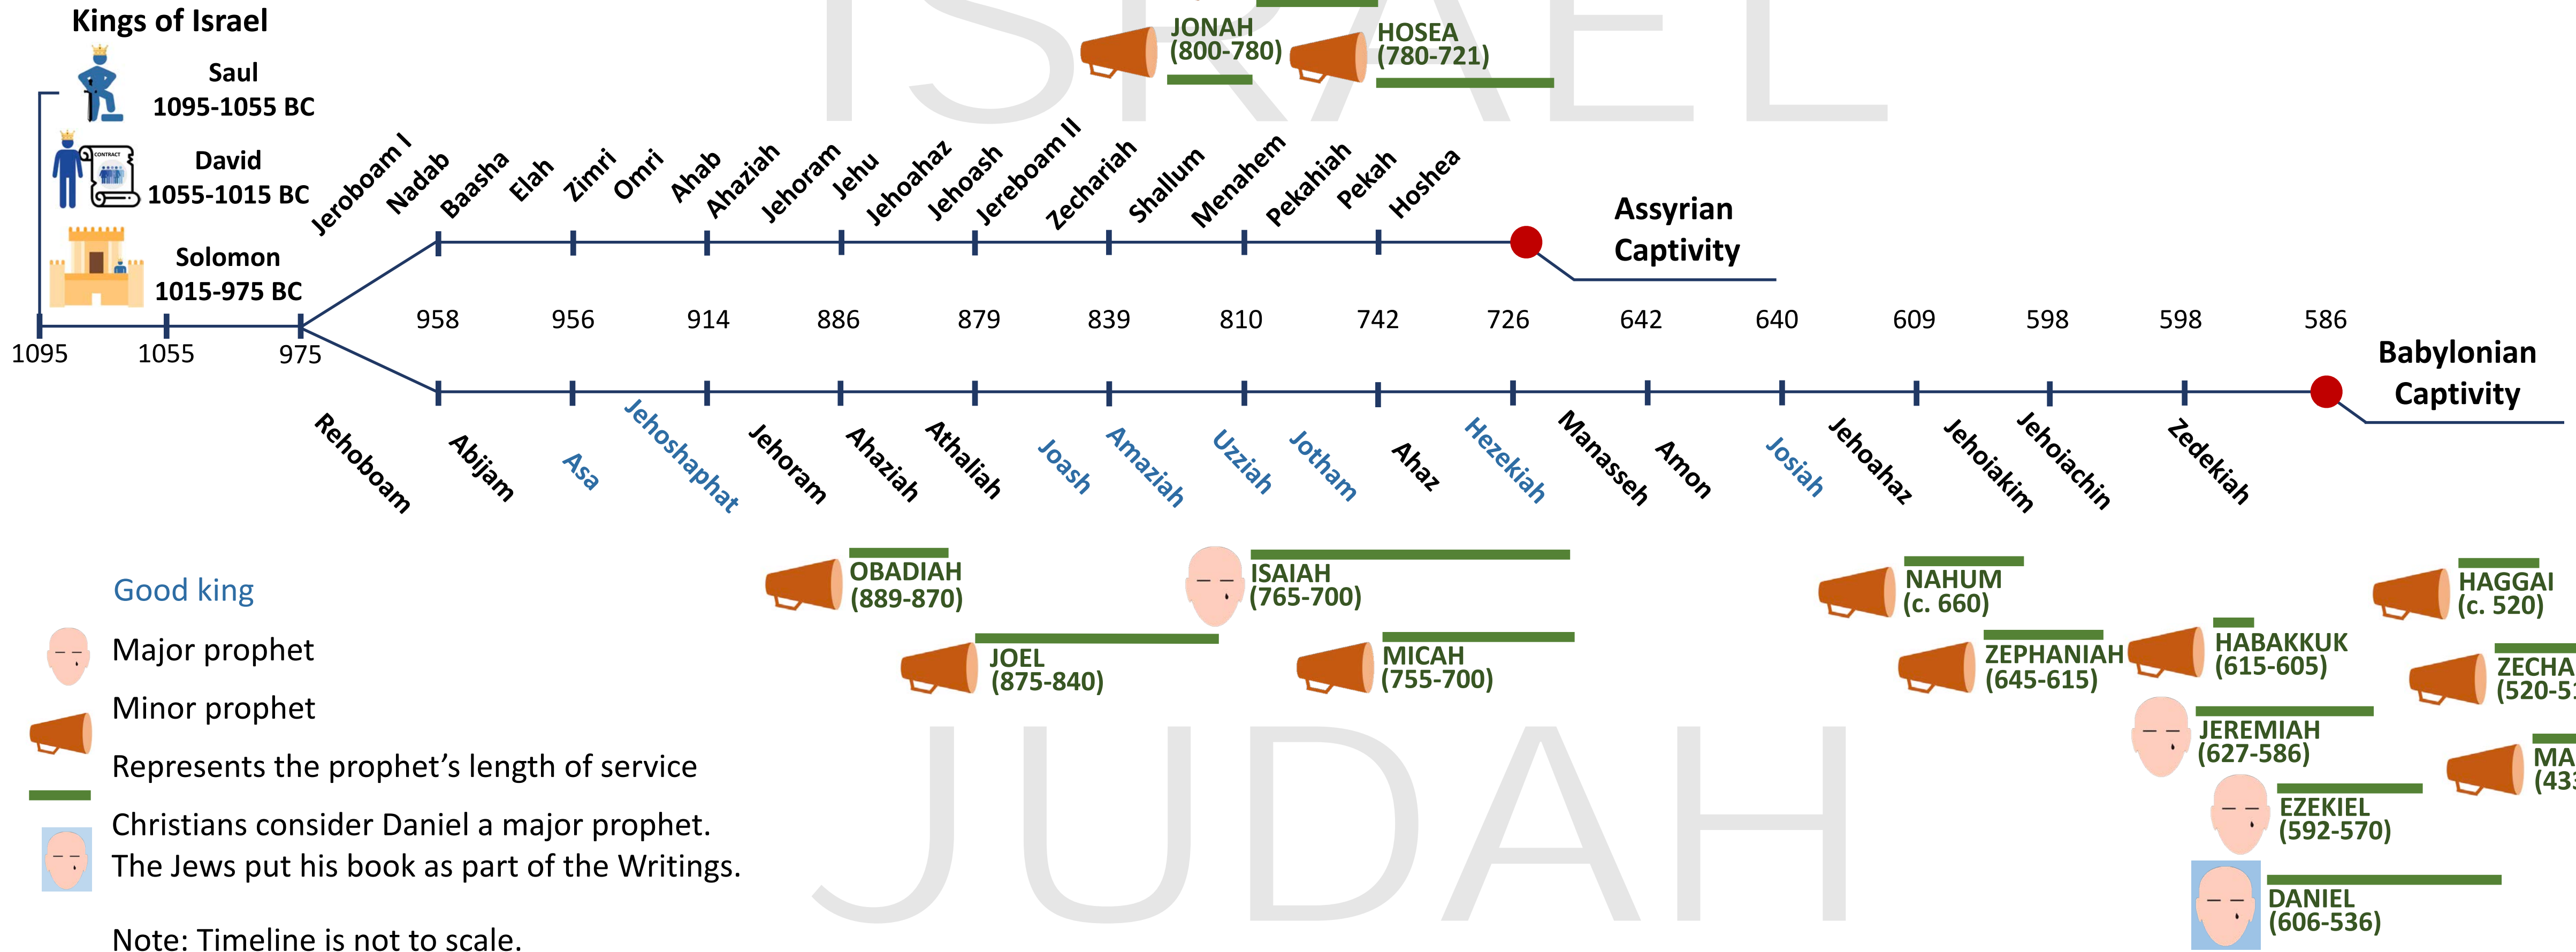 Kings of Israel
Saul
1095-1055 BC
David
1055-1015 BC
CONTRACT
Solomon
1015-975 BC
ISRAEL
JONAH
(800-780)
HOSEA
(780-721)
Jeroboam I
Nadab
Baasha
Elah
Zimri
Omri
Ahab
Ahaziah
Jehoram
Jehu
Jehoahaz
Jehoash
Jereboam II
Zechariah
Shallum
Menahem
Pekahiah
Pekah
Hoshea
Assyrian
Captivity
1095
1055
975
958
956
914
886
879
839
810
742
726
642
640
609
598
598
586
Babylonian
Captivity
Rehoboam
Abijam
Asa
Jehoshaphat
Jehoram
Ahaziah
Athaliah
Joash
Amaziah
Uzziah
Jotham
Ahaz
Hezekiah
Manasseh
Amon
Josiah
Jehoahaz
Jehoiakim
Jehoiachin
Zedekiah
OBADIAH
(889-870)
JOEL
(875-840)
ISAIAH
(765-700)
MICAH
(755-700)
NAHUM
(c. 660)
ZEPHANIAH
(645-615)
HABAKKUK
(615-605)
JEREMIAH
(627-586)
EZEKIEL
(592-570)
DANIEL
(606-536)
HAGGAI
(c. 520)
ZECHA
(520-51
MA
(433
JUDAH
Good king
Major prophet
Minor prophet
Represents the prophet’s length of service
Christians consider Daniel a major prophet.
The Jews put his book as part of the Writings.
Note: Timeline is not to scale.